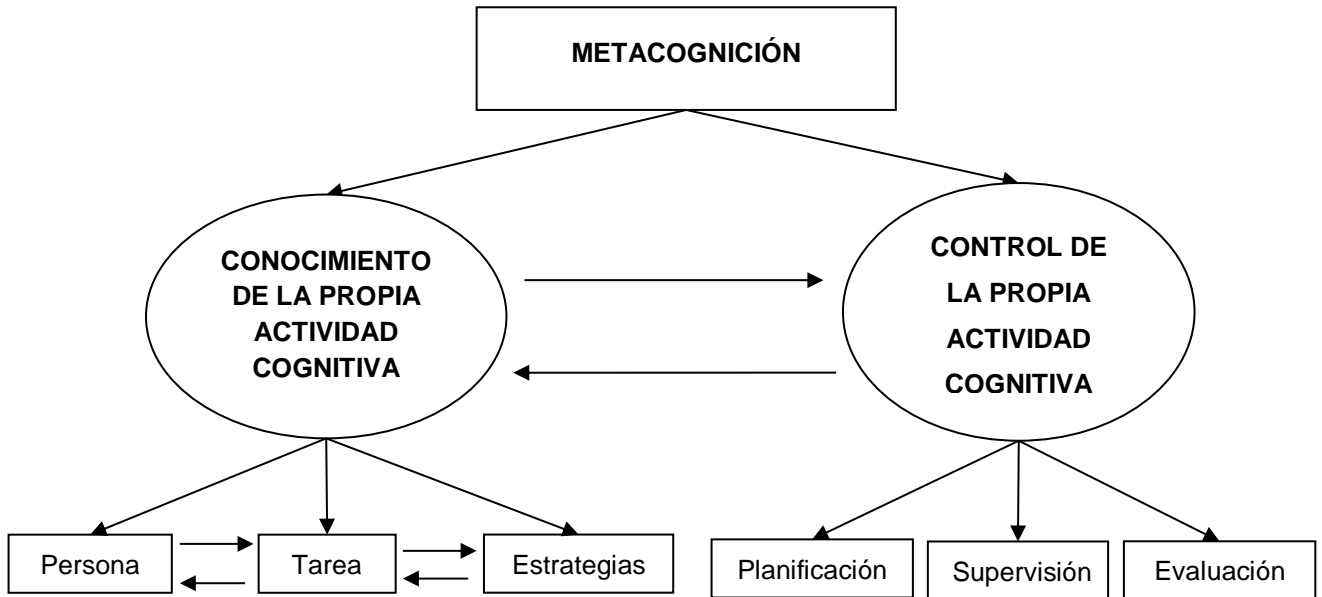 METACOGNICIÓN
CONOCIMIENTO
DE LA PROPIA
ACTIVIDAD
COGNITIVA
CONTROL DE
LA PROPIA
ACTIVIDAD
COGNITIVA
Persona
Tarea
Estrategias
Planificación
Supervisión
Evaluación